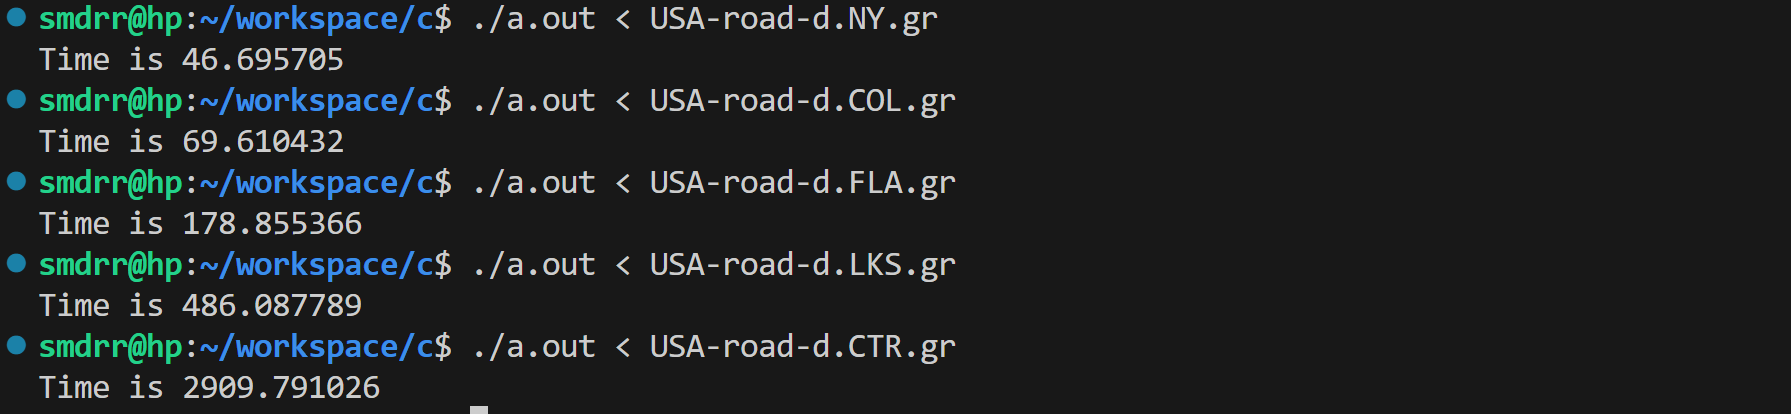 smdrr@hp:~/workspace/c$ ./a.out < USA-road-d.NY.gr
Time is 46.695705
smdrr@hp:~/workspace/c$ ./a.out < USA-road-d.COL.gr
Time is 69.610432
smdrr@hp:~/workspace/c$ ./a.out < USA-road-d.FLA.gr
Time is 178.855366
smdrr@hp:~/workspace/c$ ./a.out < USA-road-d.LKS.gr
Time is 486.087789
smdrr@hp:~/workspace/c$ ./a.out < USA-road-d.CTR.gr
Time is 2909.791026